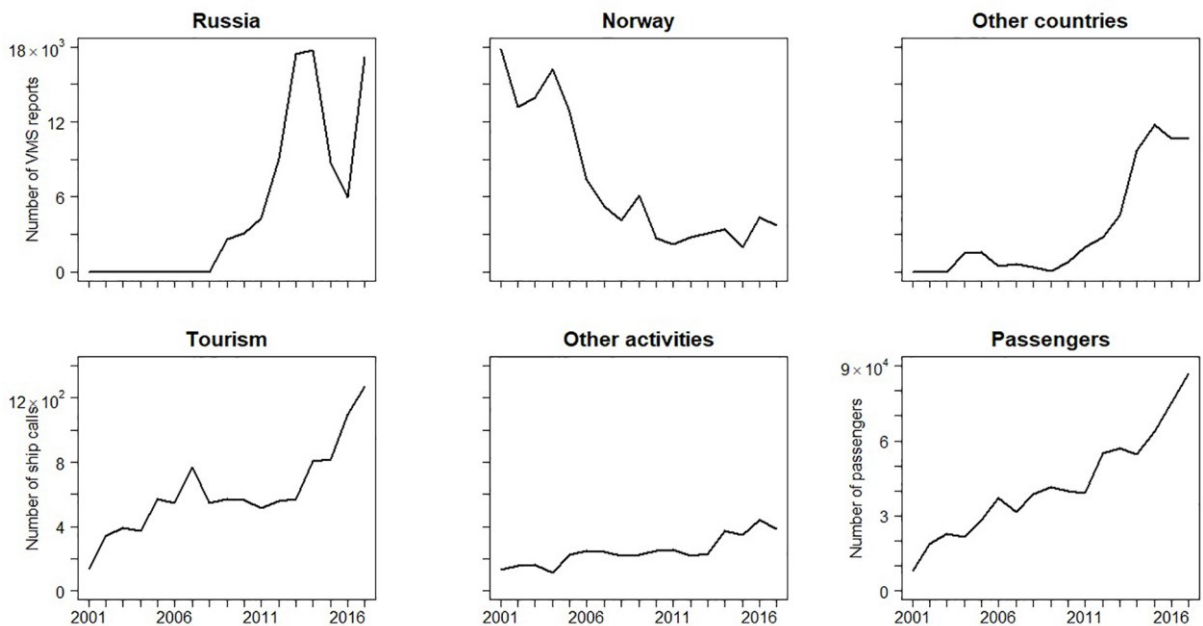 Russia
Norway
Other countries
Number of VMS reports
18 × 10³
12
6
0
Tourism
Other activities
Passengers
Number of ship calls
12 × 10²
8
4
0
Number of passengers
9 × 10⁴
6
3
0
2001 2006 2011 2016
2001 2006 2011 2016
2001 2006 2011 2016